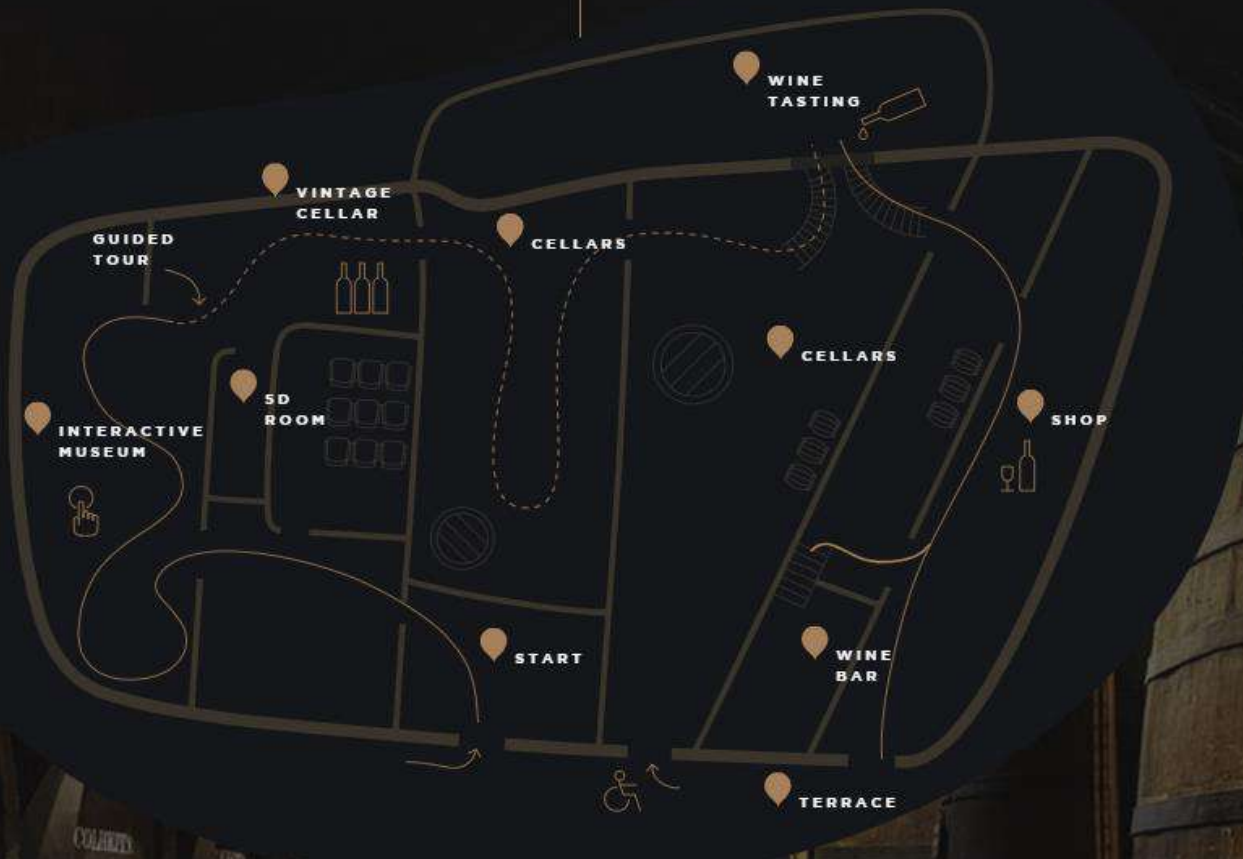 WINE
TASTING
VINTAGE
CELLAR
GUIDED
TOUR
CELLARS
CELLARS
5D
ROOM
INTERACTIVE
MUSEUM
SHOP
START
WINE
BAR
TERRACE